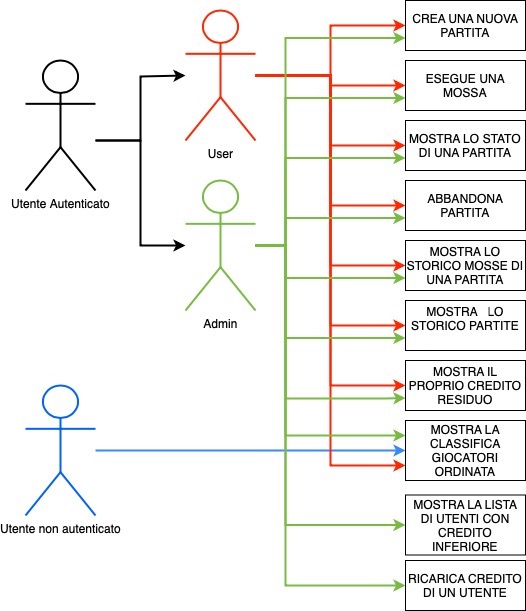 CREA UNA NUOVA
PARTITA
ESEGUE UNA
MOSSA
User
MOSTRA LO STATO
DI UNA PARTITA
Utente Autenticato
ABBANDONA
PARTITA
MOSTRA LO
STORICO MOSSE DI
UNA PARTITA
Admin
MOSTRA LO
STORICO PARTITE
MOSTRA IL
PROPRIO CREDITO
RESIDUO
MOSTRA LA
CLASSIFICA
GIOCATORI
ORDINATA
Utente non autenticato
MOSTRA LA LISTA
DI UTENTI CON
CREDITO
INFERIORE
RICARICA CREDITO
DI UN UTENTE